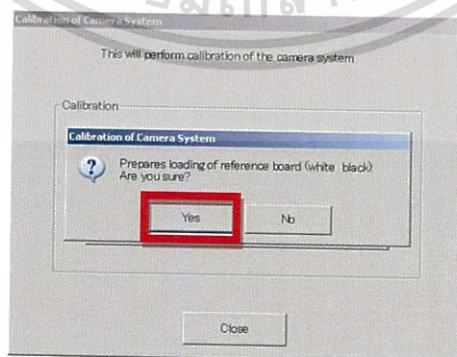 Calibration of Camera System
This will perform calibration of the camera system
Calibration
Calibration of Camera System
Prepares loading of reference board (white black)
Are you sure?
Yes
No
Close